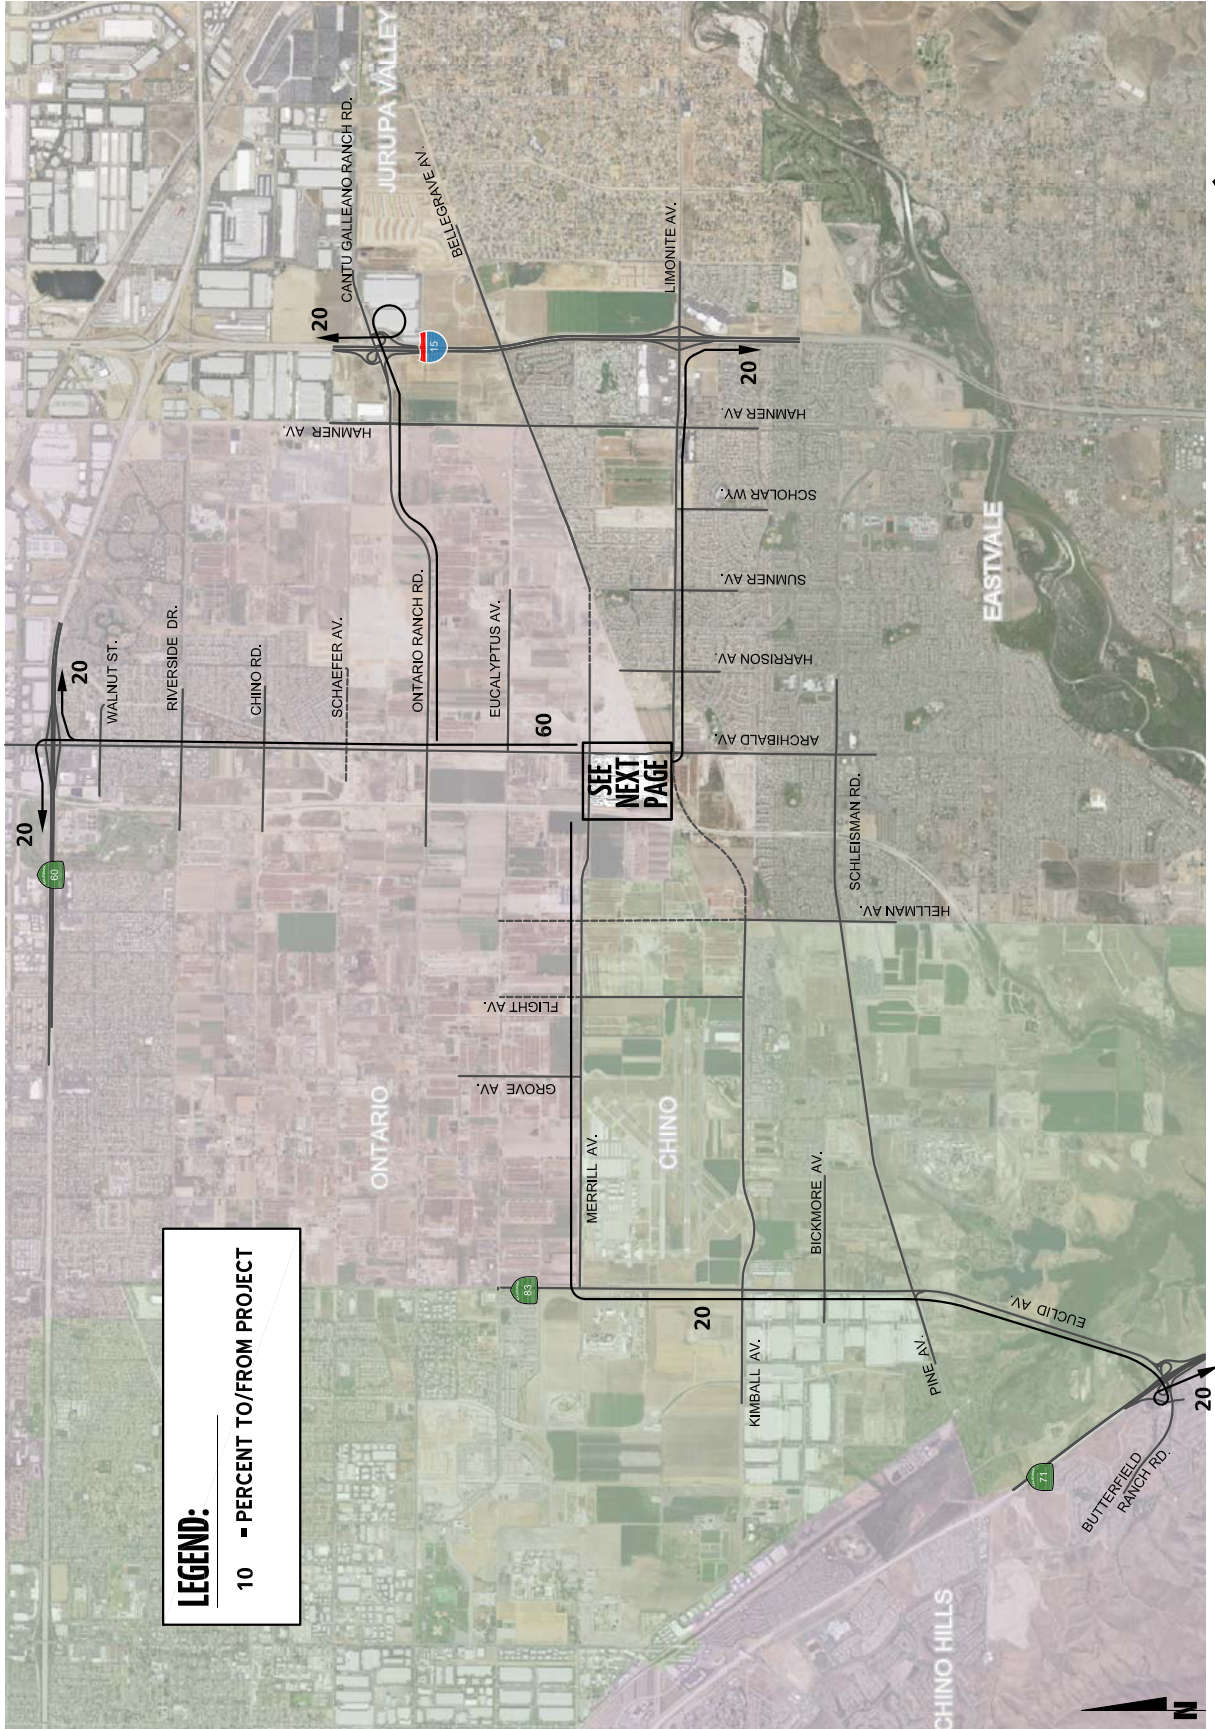 LEGEND:
10 - PERCENT TO/FROM PROJECT
20
60
20
WALNUT ST.
RIVERSIDE DR.
CHINO RD.
SCHAEFER AV.
ONTARIO RANCH RD.
EUCALYPTUS AV.
60
HAMNER AV.
20
CANTU GALLEANO RANCH RD.
JURUPA VALLEY
15
BELLEGRAVE AV.
LIMONITE AV.
20
HAMNER AV.
SCHOLAR WY.
SUMNER AV.
HARRISON AV.
ARCHIBALD AV.
SEE
NEXT
PAGE
EASTVALE
SCHLEISMAN RD.
HELLMAN AV.
FLIGHT AV.
GROVE AV.
ONTARIO
MERRILL AV.
CHINO
BICKMORE AV.
83
20
KIMBALL AV.
PINE AV.
EUCLID AV.
71
BUTTERFIELD
RANCH RD.
20
CHINO HILLS
N